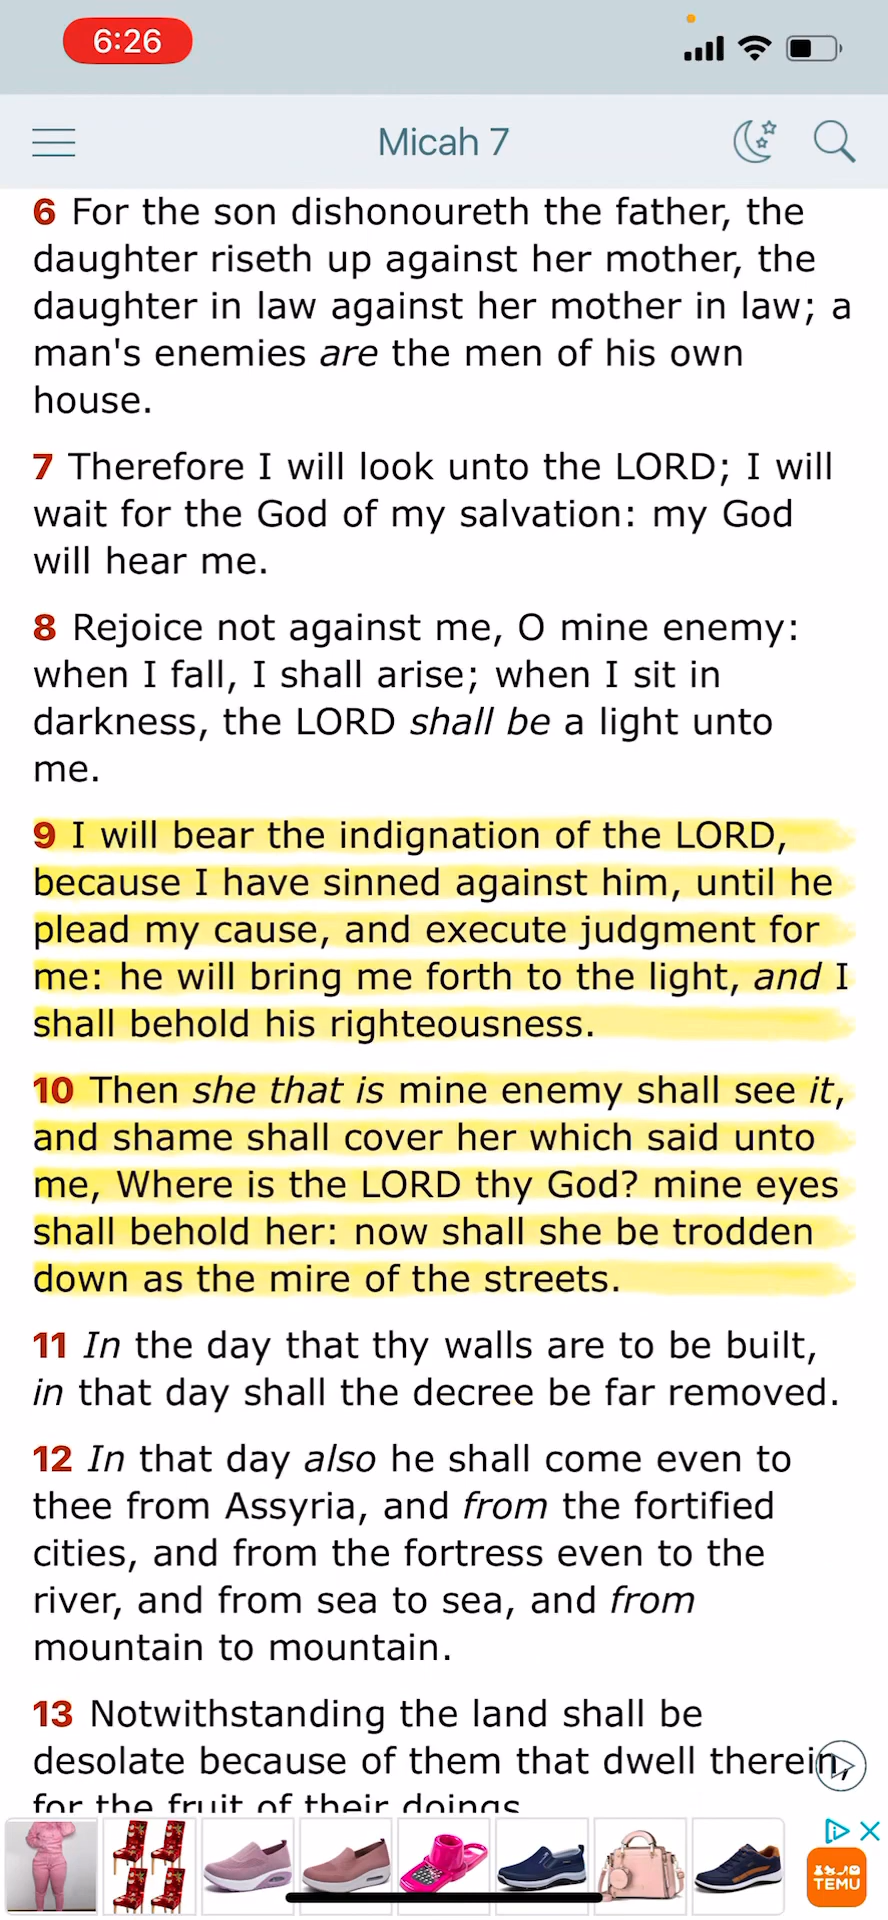 6:26
Micah 7
6 For the son dishonoureth the father, the
daughter riseth up against her mother, the
daughter in law against her mother in law; a
man's enemies are the men of his own
house.
7 Therefore I will look unto the LORD; I will
wait for the God of my salvation: my God
will hear me.
8 Rejoice not against me, O mine enemy:
when I fall, I shall arise; when I sit in
darkness, the LORD shall be a light unto
me.
9 I will bear the indignation of the LORD,
because I have sinned against him, until he
plead my cause, and execute judgment for
me: he will bring me forth to the light, and I
shall behold his righteousness.
10 Then she that is mine enemy shall see it,
and shame shall cover her which said unto
me, Where is the LORD thy God? mine eyes
shall behold her: now shall she be trodden
down as the mire of the streets.
11 In the day that thy walls are to be built,
in that day shall the decree be far removed.
12 In that day also he shall come even to
thee from Assyria, and from the fortified
cities, and from the fortress even to the
river, and from sea to sea, and from
mountain to mountain.
13 Notwithstanding the land shall be
desolate because of them that dwell therein,
for the fruit of their doings
TEMU